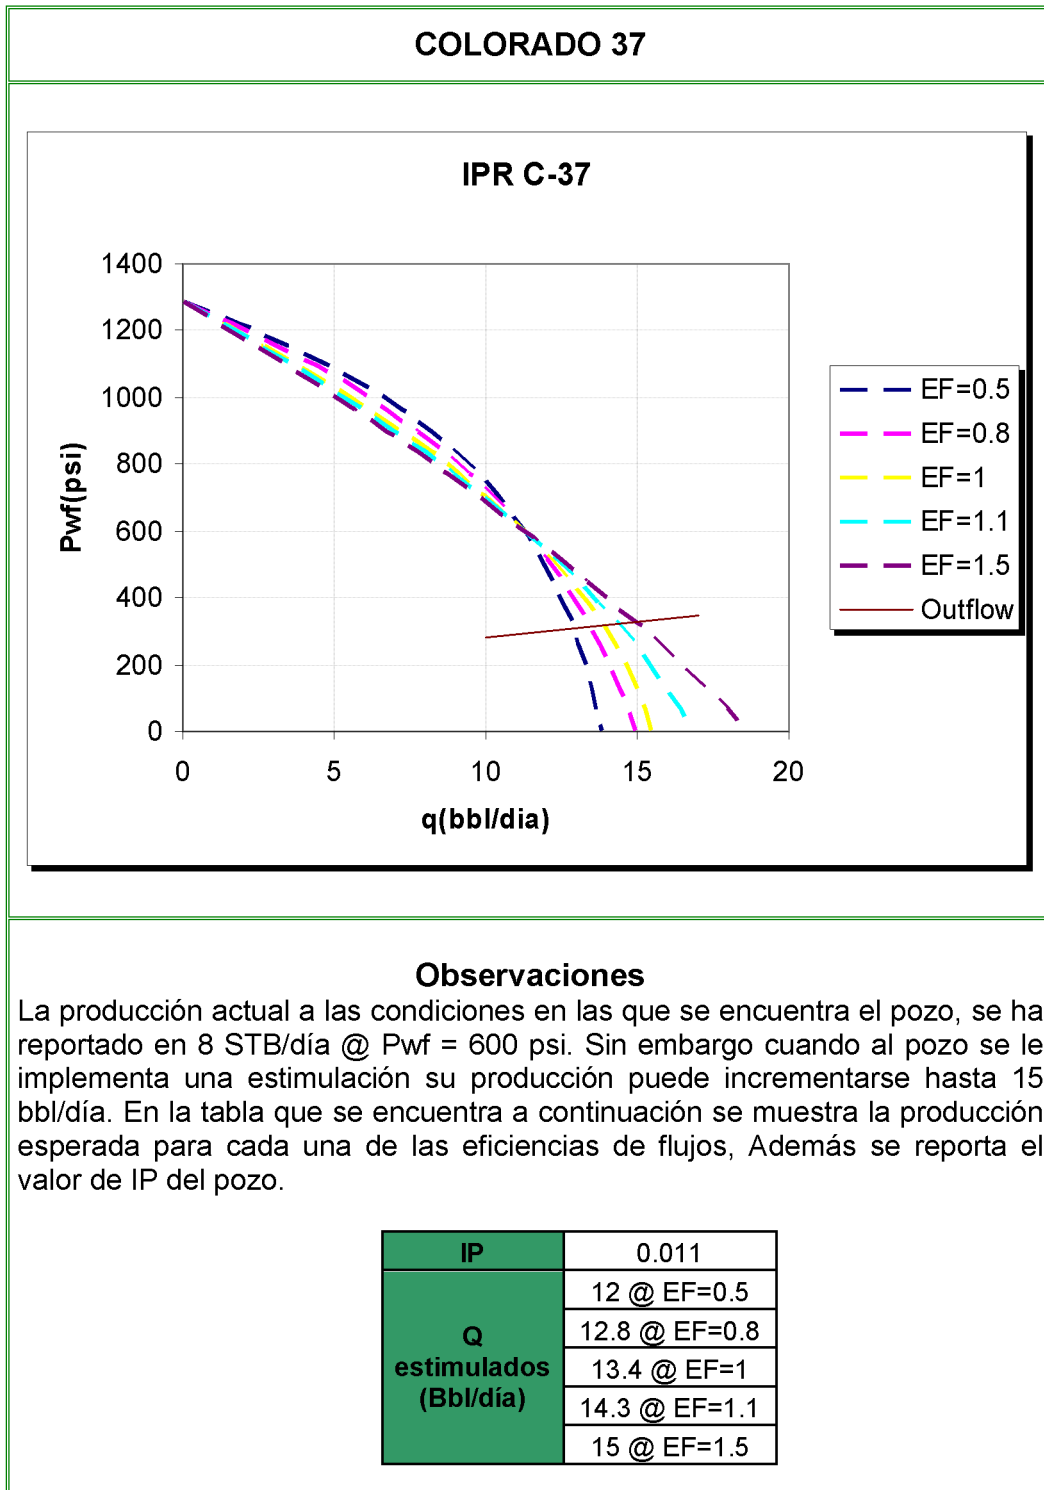 COLORADO 37
IPR C-37
1400
1200
1000
800
600
400
200
0
Pwf(psi)
0 5 10 15 20
q(bbl/dia)
EF=0.5
EF=0.8
EF=1
EF=1.1
EF=1.5
Outflow
Observaciones
La producción actual a las condiciones en las que se encuentra el pozo, se ha
reportado en 8 STB/día @ Pwf = 600 psi. Sin embargo cuando al pozo se le
implementa una estimulación su producción puede incrementarse hasta 15
bbl/día. En la tabla que se encuentra a continuación se muestra la producción
esperada para cada una de las eficiencias de flujos, Además se reporta el
valor de IP del pozo.
IP 0.011
Q
estimulados
(Bbl/día)
12 @ EF=0.5
12.8 @ EF=0.8
13.4 @ EF=1
14.3 @ EF=1.1
15 @ EF=1.5